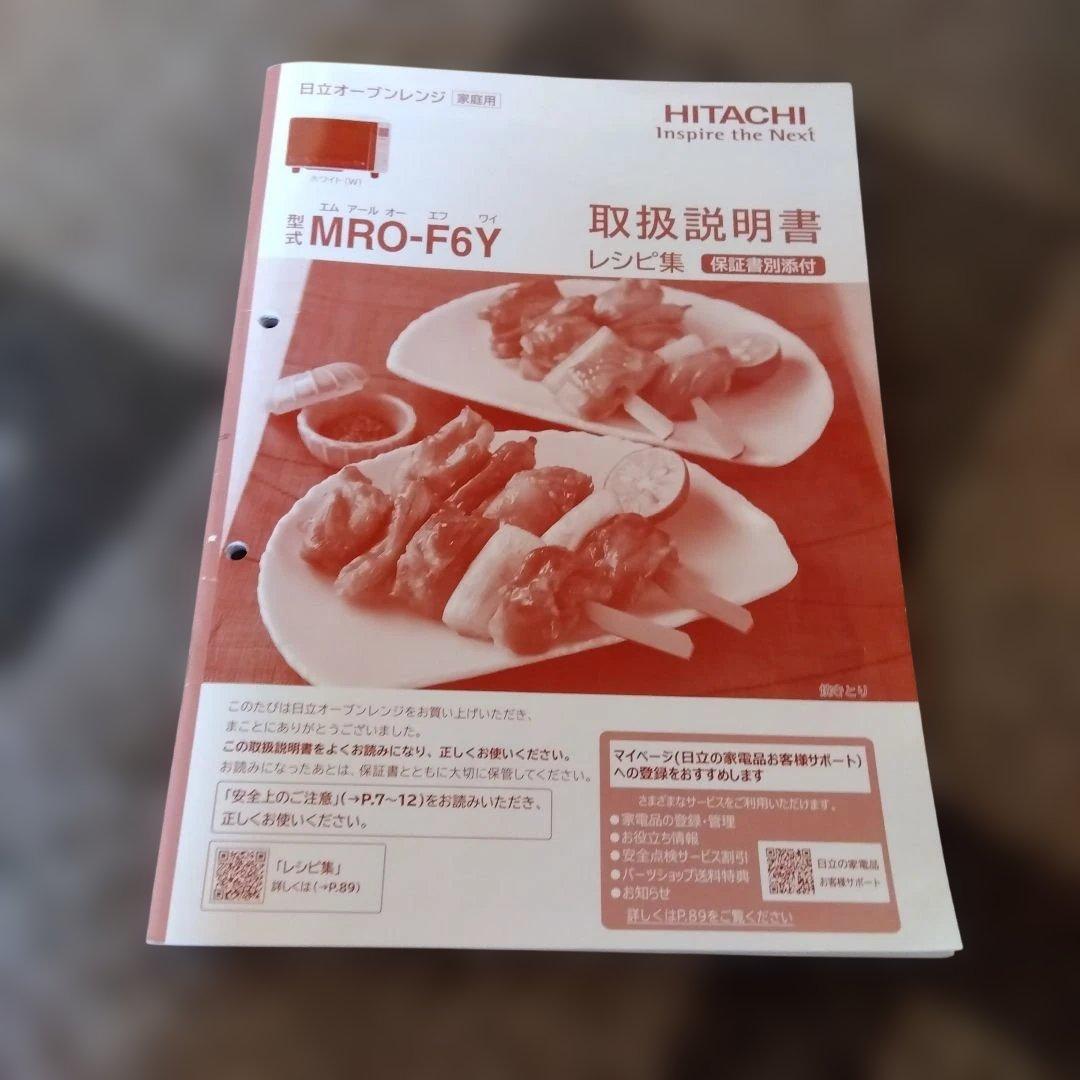 日立オーブンレンジ 家庭用
HITACHI
Inspire the Next
ホワイト(W)
エム アール オー エフ ワイ
型式 MRO-F6Y
取扱説明書
レシピ集 保証書別添付
焼きとり
このたびは日立オーブンレンジをお買い上げいただき、
まことにありがとうございました。
この取扱説明書をよくお読みになり、正しくお使いください。
お読みになったあとは、保証書とともに大切に保管してください。
「安全上のご注意」(→P.7~12)をお読みいただき、
正しくお使いください。
「レシピ集」
詳しくは(→P.89)
マイページ(日立の家電品お客様サポート)
への登録をおすすめします
さまざまなサービスをご利用いただけます。
●家電品の登録・管理
●お役立ち情報
●安全点検サービス割引
●パーツショップ送料特典
●お知らせ
日立の家電品
お客様サポート
詳しくはP.89をご覧ください